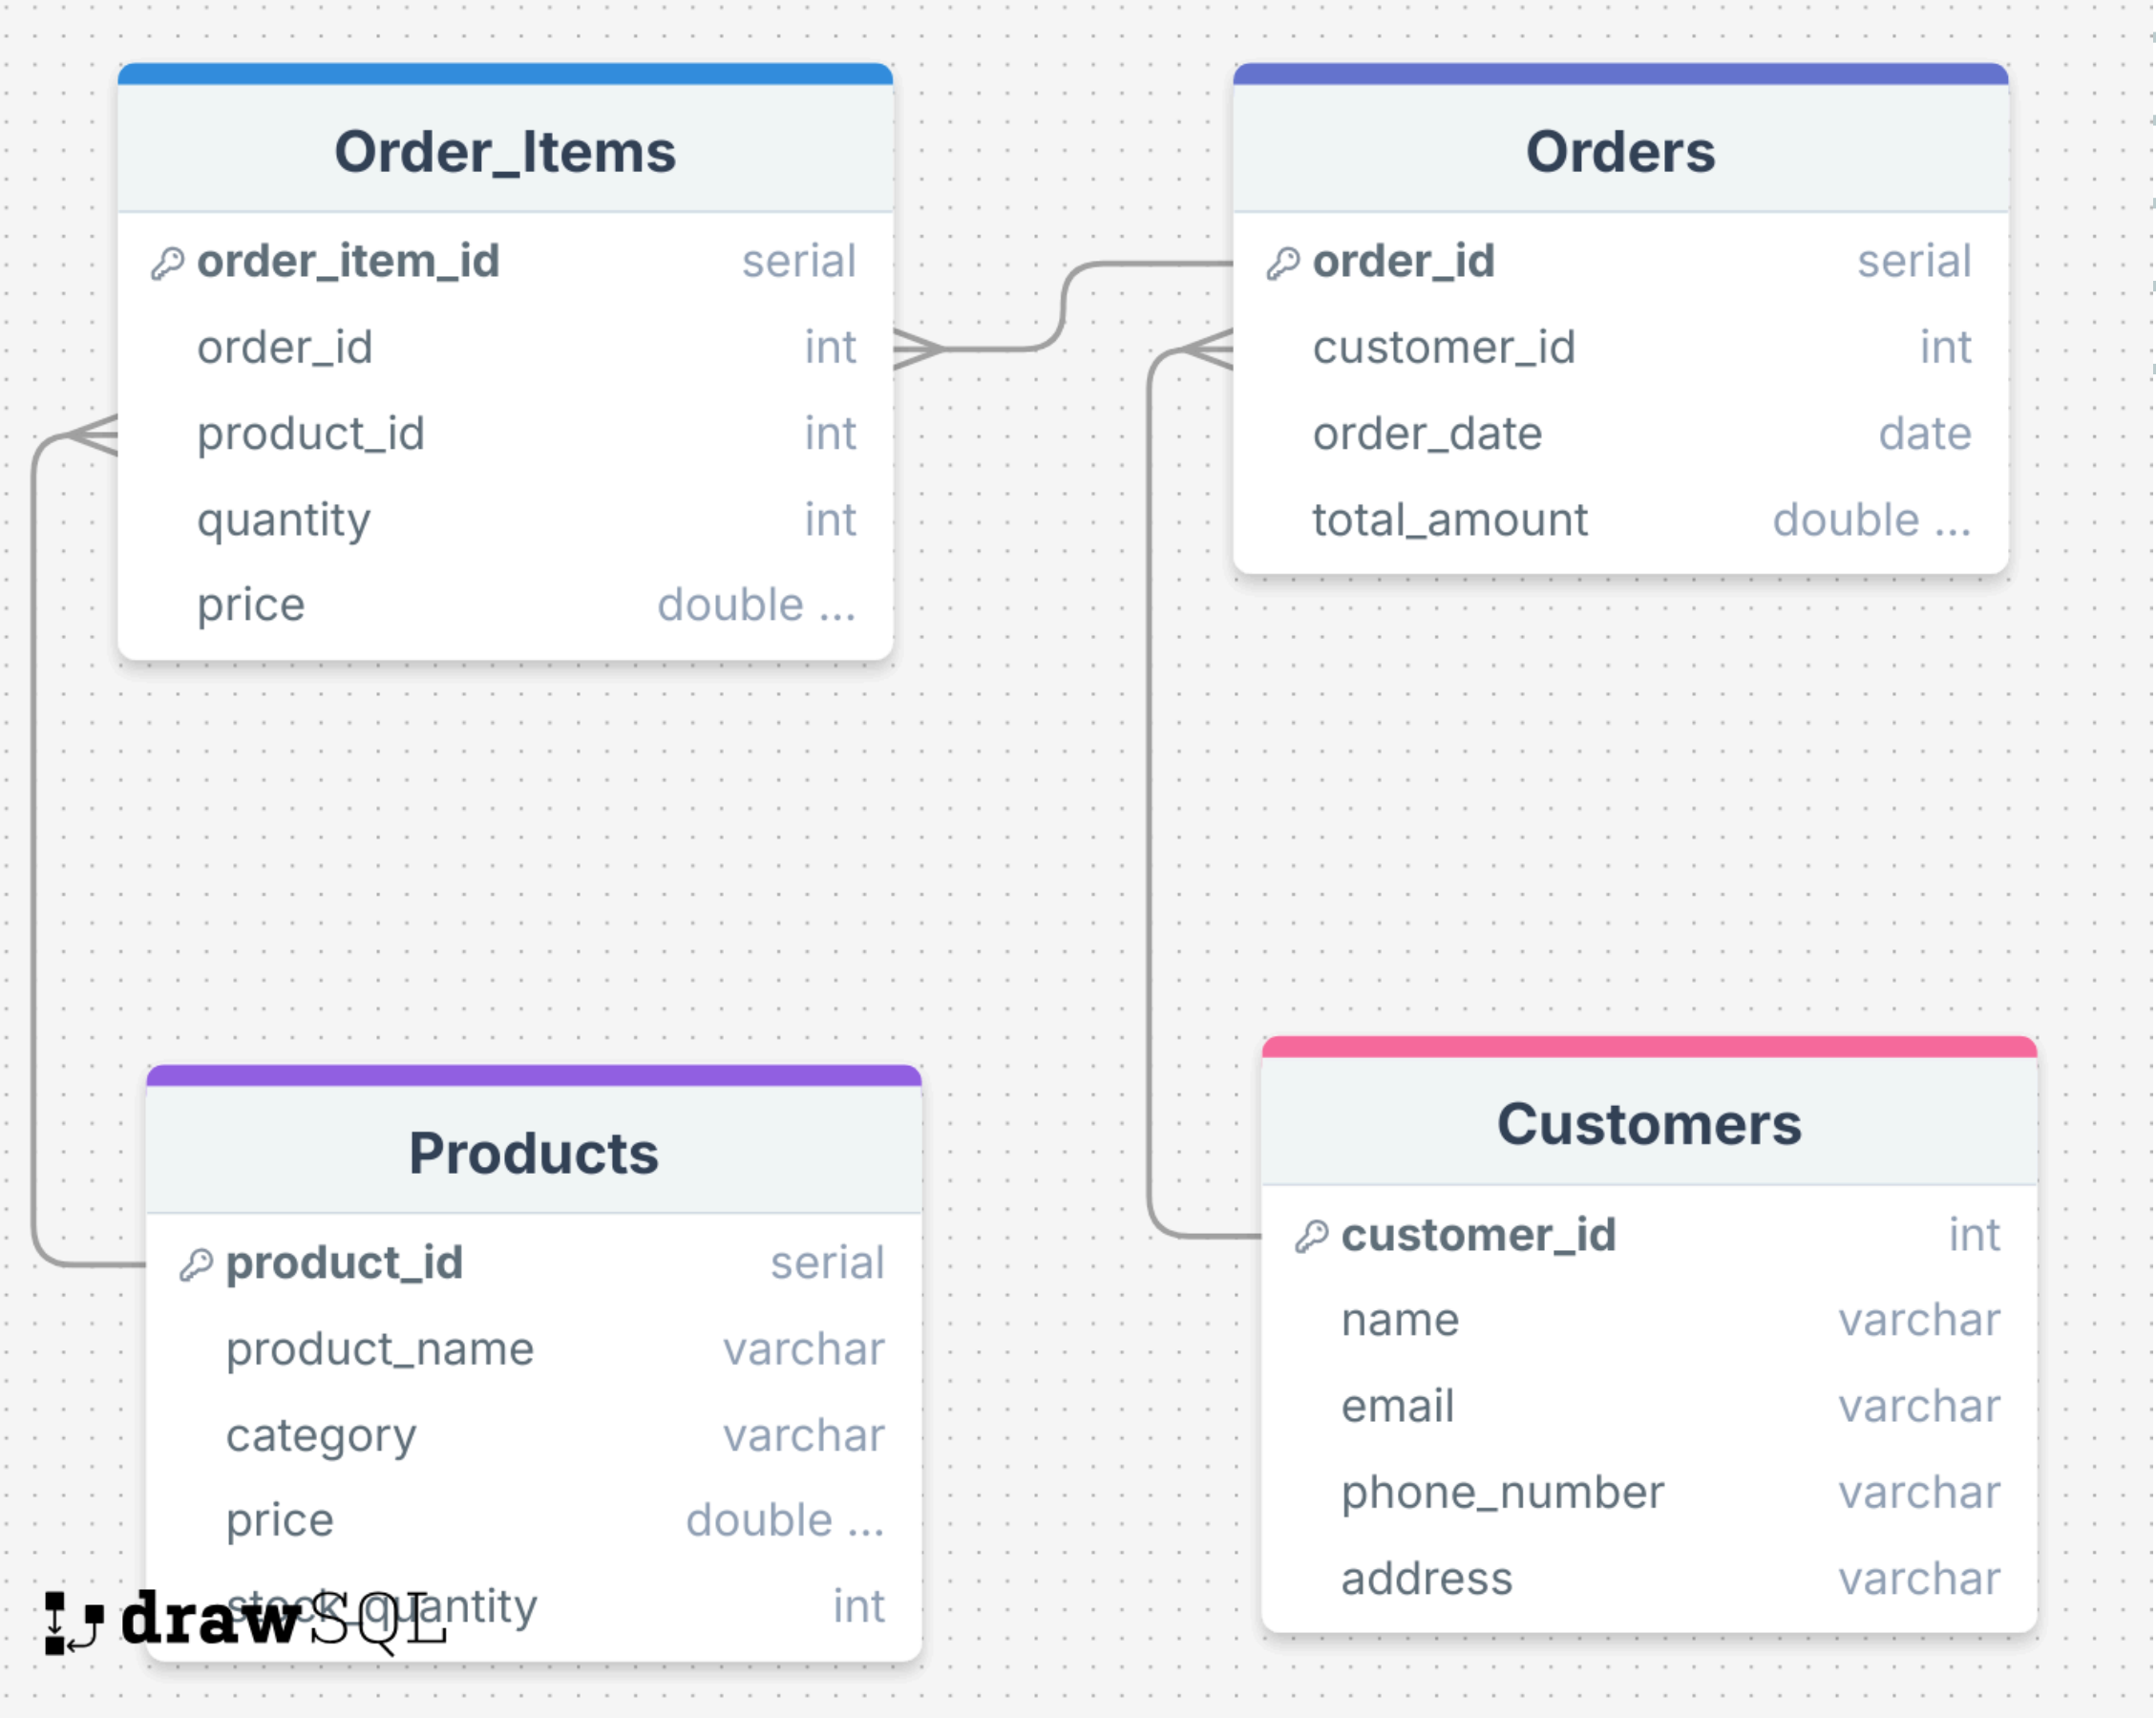 Order_Items
order_item_id serial
order_id int
product_id int
quantity int
price double ...
Orders
order_id serial
customer_id int
order_date date
total_amount double ...
Products
product_id serial
product_name varchar
category varchar
price double ...
stock_quantity int
drawSQL
Customers
customer_id int
name varchar
email varchar
phone_number varchar
address varchar